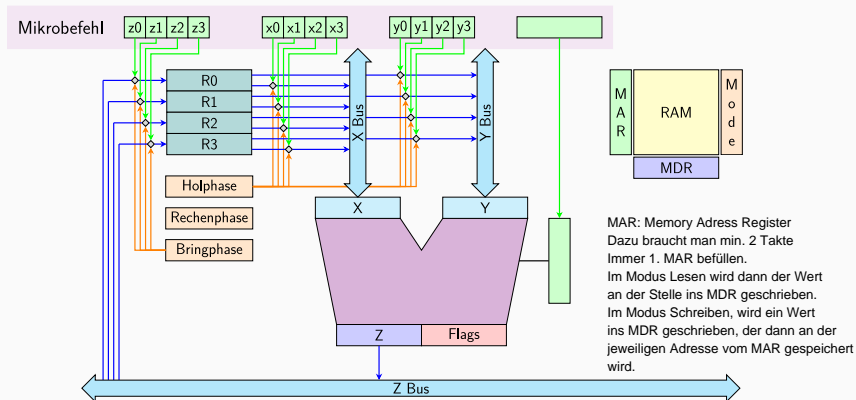 Mikrobefehl
z0 z1 z2 z3
x0 x1 x2 x3
y0 y1 y2 y3
R0
R1
R2
R3
X Bus
Y Bus
MAR
RAM
Mode
MDR
Holphase
Rechenphase
Bringphase
X
Y
Z
Flags
Z Bus
MAR: Memory Adress Register
Dazu braucht man min. 2 Takte
Immer 1. MAR befüllen.
Im Modus Lesen wird dann der Wert
an der Stelle ins MDR geschrieben.
Im Modus Schreiben, wird ein Wert
ins MDR geschrieben, der dann an der
jeweiligen Adresse vom MAR gespeichert
wird.